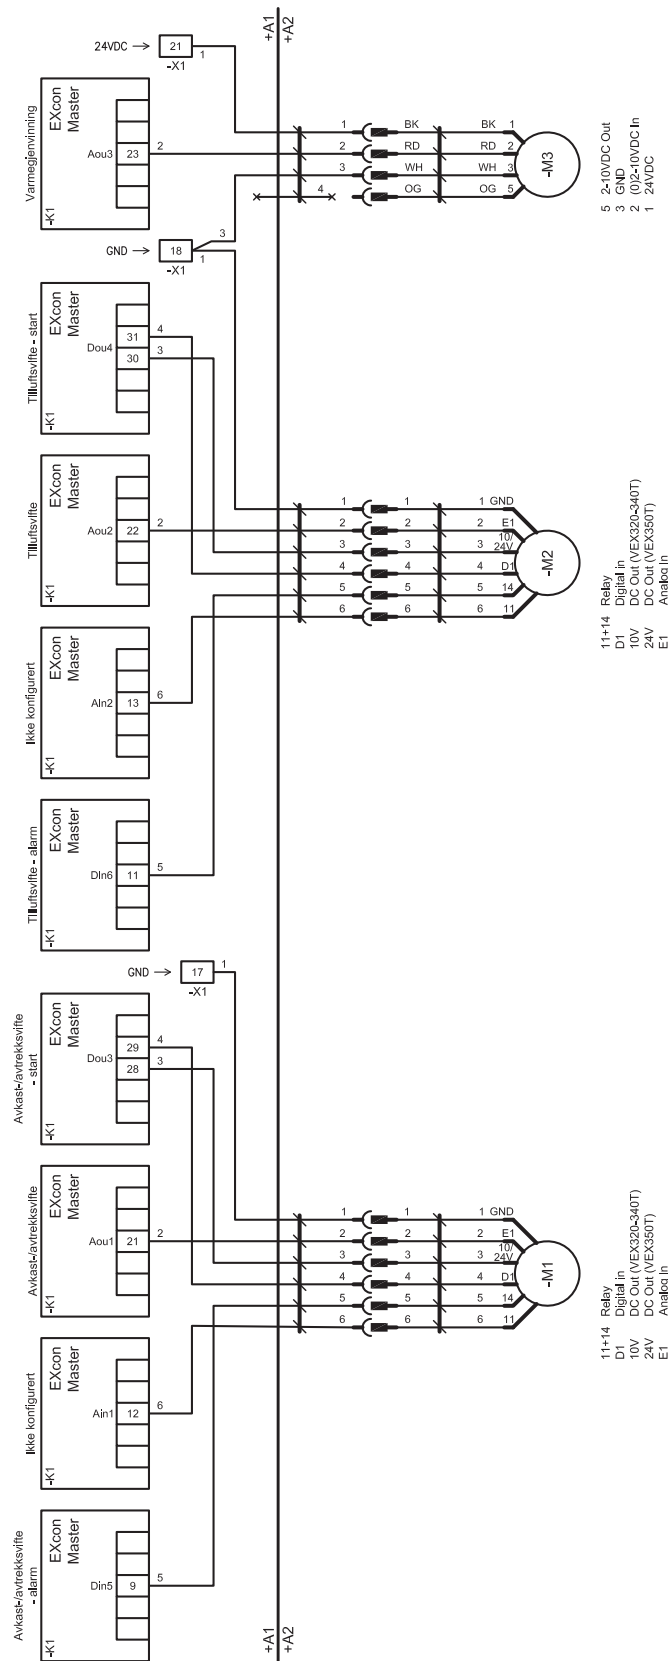 +A1
+A2
24VDC →
21
1
-X1
Varmegjenvinning
EXcon
Master
-K1
Aou3
23
2
1
BK
BK
1
2
RD
RD
2
3
WH
WH
3
4
OG
OG
5
-M3
5 2-10VDC Out
3 GND
2 (0)2-10VDC In
1 24VDC
GND →
18
3
1
-X1
Tilluftsvifte - start
EXcon
Master
-K1
Dou4
31
4
30
3
Tilluftsvifte
EXcon
Master
-K1
Aou2
22
2
1
1
1 GND
2
2
2
E1
3
3
3
10/
24V
4
4
4
D1
5
5
5
14
6
6
6
11
-M2
11+14 Relay
D1 Digital in
10V DC Out (VEX320-340T)
24V DC Out (VEX350T)
E1 Analog In
Ikke konfigurert
EXcon
Master
-K1
AIn2
13
6
Tilluftsvifte - alarm
EXcon
Master
-K1
DIn6
11
5
GND →
17
1
-X1
Avkast-/avtrekksvifte
- start
EXcon
Master
-K1
Dou3
29
4
28
3
Avkast-/avtrekksvifte
EXcon
Master
-K1
Aou1
21
2
1
1
1 GND
2
2
2
E1
3
3
3
10/
24V
4
4
4
D1
5
5
5
14
6
6
6
11
-M1
11+14 Relay
D1 Digital in
10V DC Out (VEX320-340T)
24V DC Out (VEX350T)
E1 Analog In
Ikke konfigurert
EXcon
Master
-K1
Ain1
12
6
Avkast-/avtrekksvifte
- alarm
EXcon
Master
-K1
Din5
9
5
+A1
+A2